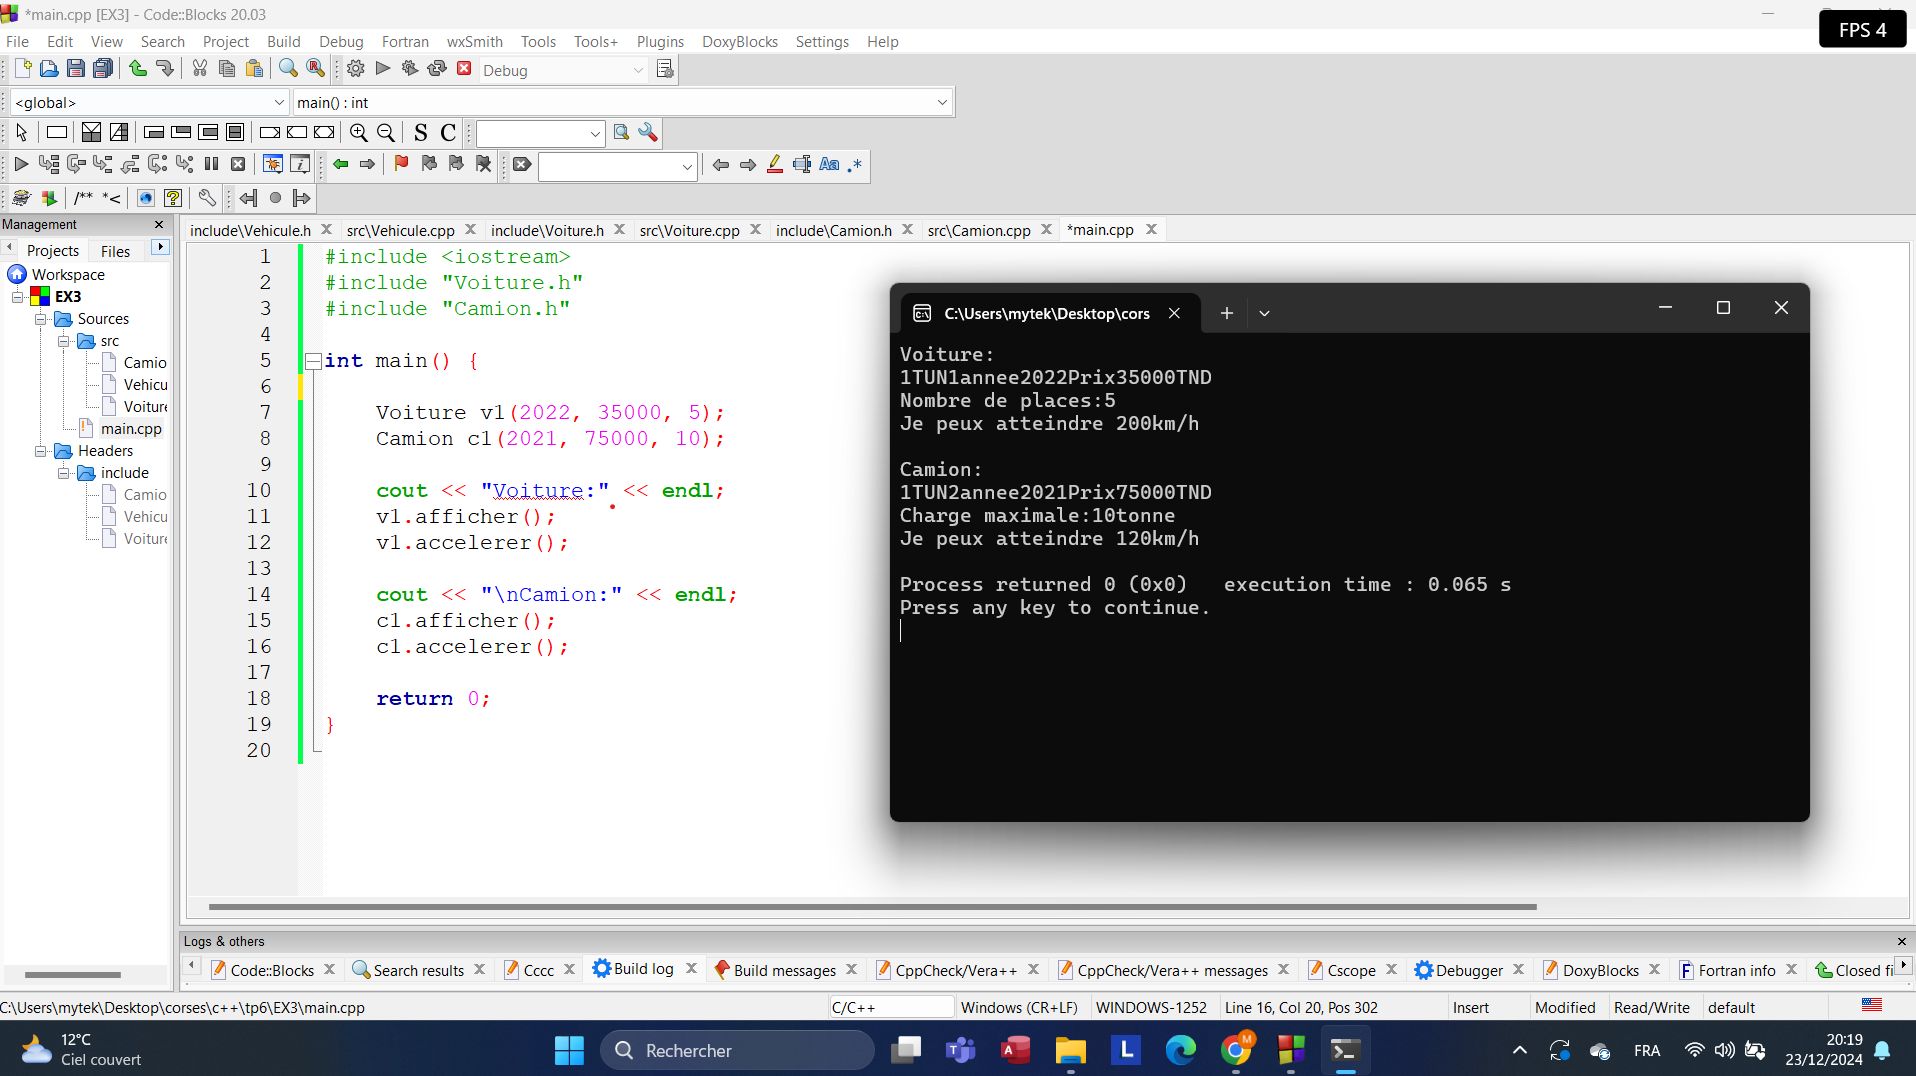 *main.cpp [EX3] - Code::Blocks 20.03
FPS 4
File Edit View Search Project Build Debug Fortran wxSmith Tools Tools+ Plugins DoxyBlocks Settings Help
Debug
<global> main() : int
S C
Aa .*
/** *<
Management
Projects Files
Workspace
EX3
Sources
src
Camio
Vehicu
Voiture
main.cpp
Headers
include
Camio
Vehicu
Voiture
include\Vehicule.h src\Vehicule.cpp include\Voiture.h src\Voiture.cpp include\Camion.h src\Camion.cpp *main.cpp
1 #include <iostream>
2 #include "Voiture.h"
3 #include "Camion.h"
4
5 int main() {
6
7 Voiture v1(2022, 35000, 5);
8 Camion c1(2021, 75000, 10);
9
10 cout << "Voiture:" << endl;
11 v1.afficher();
12 v1.accelerer();
13
14 cout << "\nCamion:" << endl;
15 c1.afficher();
16 c1.accelerer();
17
18 return 0;
19 }
20
C:\Users\mytek\Desktop\cors
Voiture:
1TUN1annee2022Prix35000TND
Nombre de places:5
Je peux atteindre 200km/h
Camion:
1TUN2annee2021Prix75000TND
Charge maximale:10tonne
Je peux atteindre 120km/h
Process returned 0 (0x0) execution time : 0.065 s
Press any key to continue.
Logs & others
Code::Blocks Search results Cccc Build log Build messages CppCheck/Vera++ CppCheck/Vera++ messages Cscope Debugger DoxyBlocks Fortran info Closed fi
C:\Users\mytek\Desktop\corses\c++\tp6\EX3\main.cpp C/C++ Windows (CR+LF) WINDOWS-1252 Line 16, Col 20, Pos 302 Insert Modified Read/Write default
12°C
Ciel couvert
Rechercher
FRA
20:19
23/12/2024